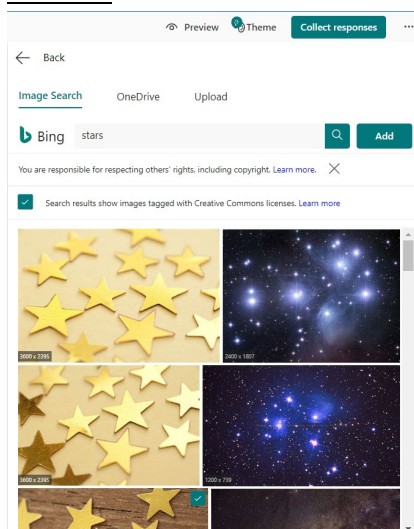 Preview Theme Collect responses ...
Back
Image Search OneDrive Upload
Bing stars Add
You are responsible for respecting others' rights, including copyright. Learn more.
Search results show images tagged with Creative Commons licenses. Learn more
3600 x 2395 2400 x 1807
3600 x 2395 1200 x 739